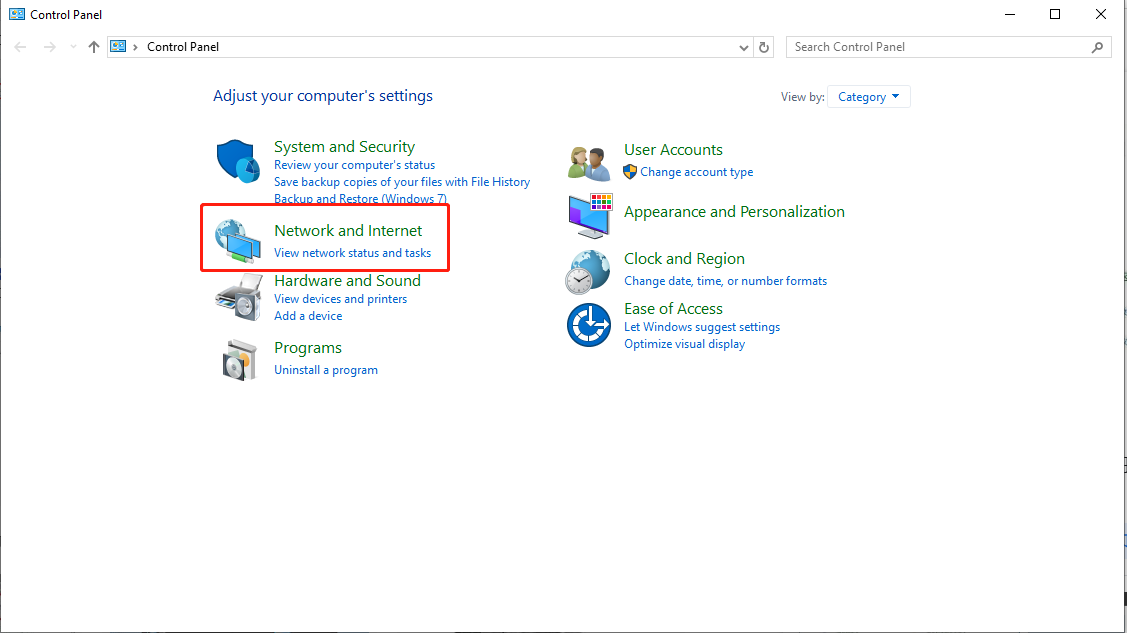 Control Panel
Control Panel
Search Control Panel
Adjust your computer's settings
View by: Category
System and Security
Review your computer's status
Save backup copies of your files with File History
Backup and Restore (Windows 7)
Network and Internet
View network status and tasks
Hardware and Sound
View devices and printers
Add a device
Programs
Uninstall a program
User Accounts
Change account type
Appearance and Personalization
Clock and Region
Change date, time, or number formats
Ease of Access
Let Windows suggest settings
Optimize visual display